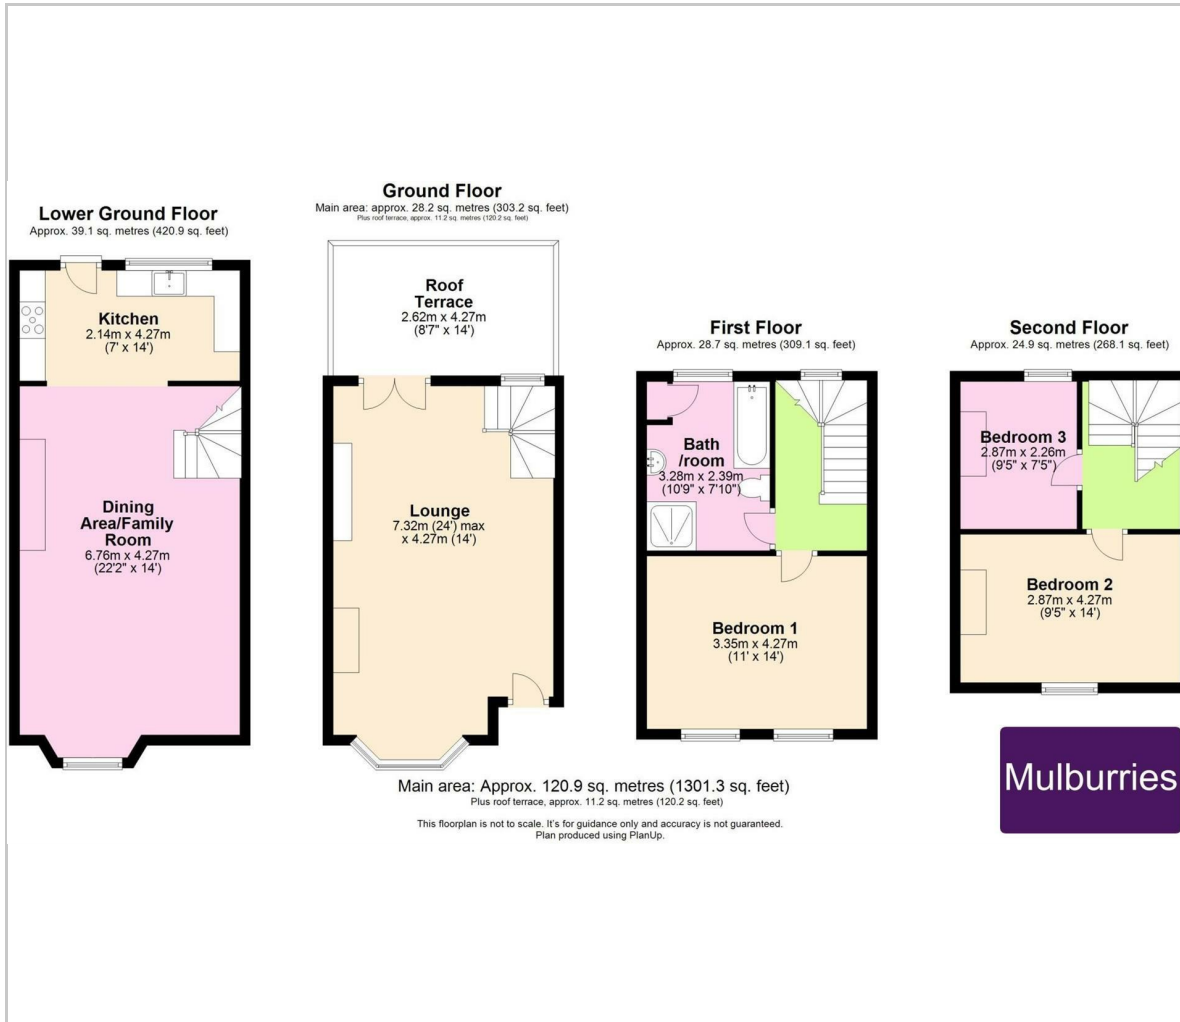 Lower Ground Floor
Approx. 39.1 sq. metres (420.9 sq. feet)
Kitchen
2.14m x 4.27m
(7' x 14')
Dining
Area/Family
Room
6.76m x 4.27m
(22'2" x 14')
Ground Floor
Main area: approx. 28.2 sq. metres (303.2 sq. feet)
Plus roof terrace, approx. 11.2 sq. metres (120.2 sq. feet)
Roof
Terrace
2.62m x 4.27m
(8'7" x 14')
Lounge
7.32m (24') max
x 4.27m (14')
First Floor
Approx. 28.7 sq. metres (309.1 sq. feet)
Bath
/room
3.28m x 2.39m
(10'9" x 7'10")
Bedroom 1
3.35m x 4.27m
(11' x 14')
Second Floor
Approx. 24.9 sq. metres (268.1 sq. feet)
Bedroom 3
2.87m x 2.26m
(9'5" x 7'5")
Bedroom 2
2.87m x 4.27m
(9'5" x 14')
Main area: Approx. 120.9 sq. metres (1301.3 sq. feet)
Plus roof terrace, approx. 11.2 sq. metres (120.2 sq. feet)
This floorplan is not to scale. It's for guidance only and accuracy is not guaranteed.
Plan produced using PlanUp.
Mulburries